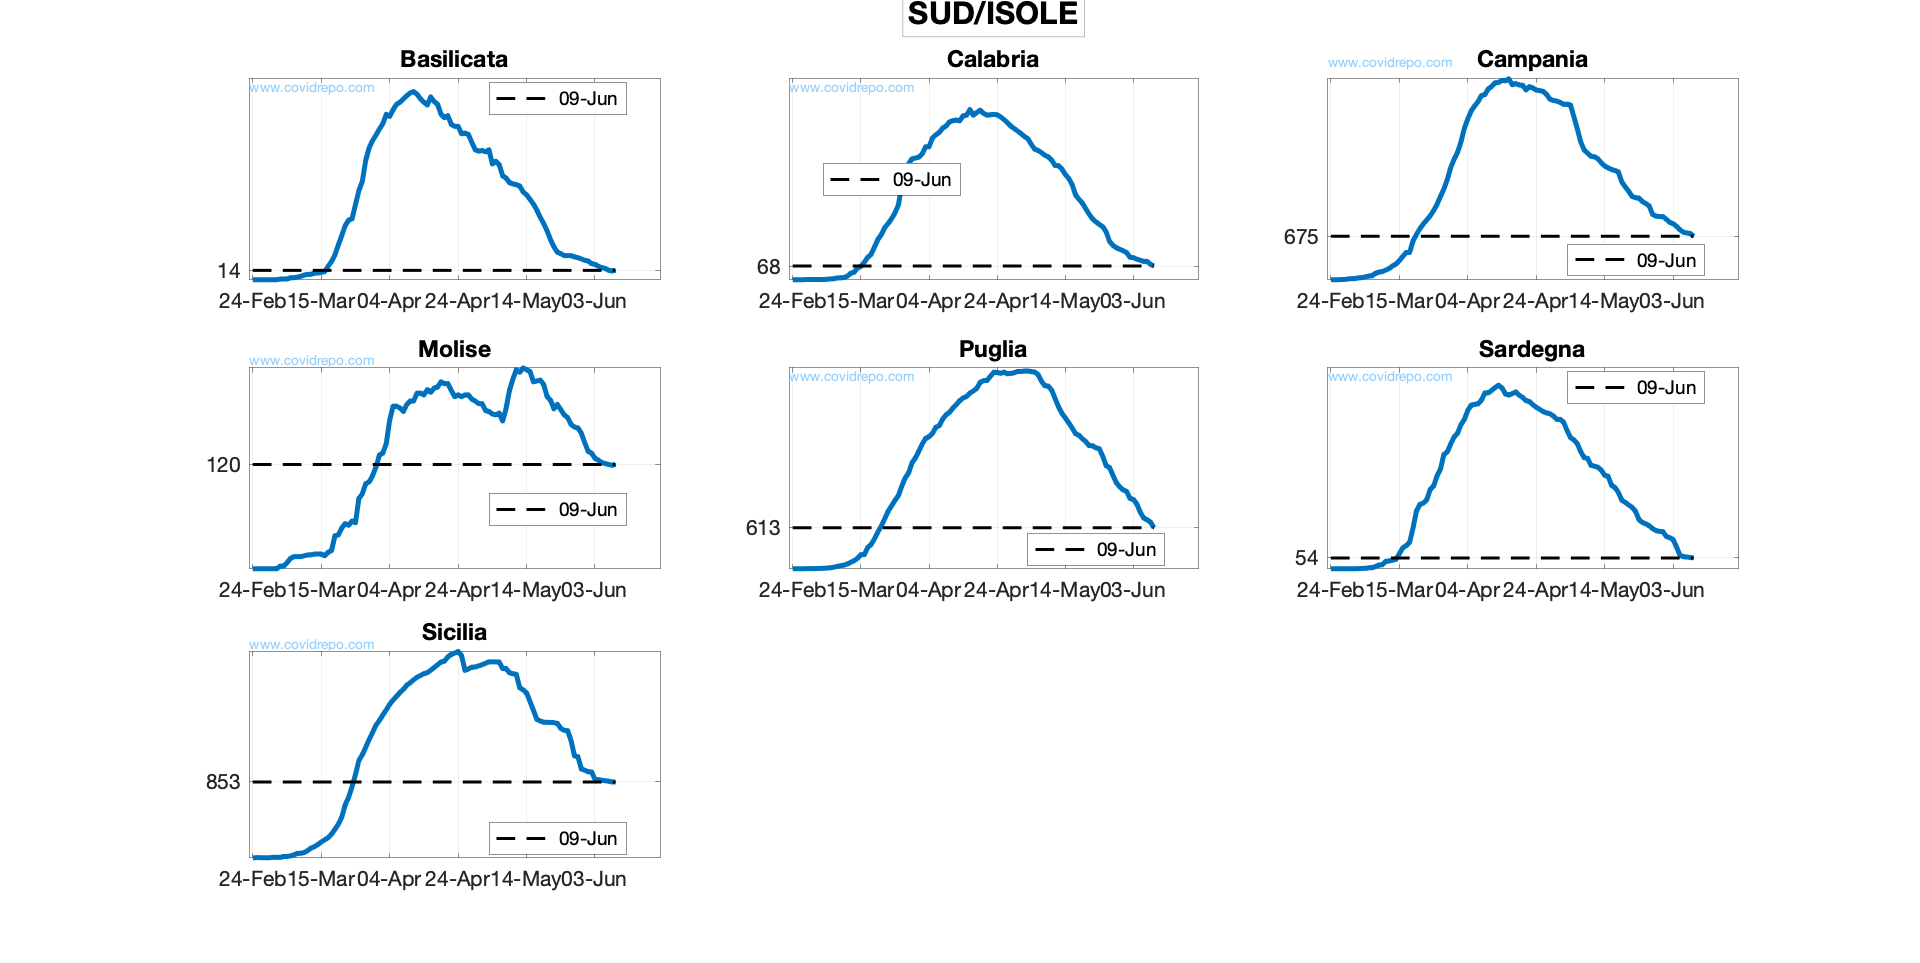 SUD/ISOLE
Basilicata
www.covidrepo.com
09-Jun
14
24-Feb 15-Mar 04-Apr 24-Apr 14-May 03-Jun
Calabria
www.covidrepo.com
09-Jun
68
24-Feb 15-Mar 04-Apr 24-Apr 14-May 03-Jun
Campania
www.covidrepo.com
675
09-Jun
24-Feb 15-Mar 04-Apr 24-Apr 14-May 03-Jun
Molise
www.covidrepo.com
120
09-Jun
24-Feb 15-Mar 04-Apr 24-Apr 14-May 03-Jun
Puglia
www.covidrepo.com
613
09-Jun
24-Feb 15-Mar 04-Apr 24-Apr 14-May 03-Jun
Sardegna
www.covidrepo.com
09-Jun
54
24-Feb 15-Mar 04-Apr 24-Apr 14-May 03-Jun
Sicilia
www.covidrepo.com
853
09-Jun
24-Feb 15-Mar 04-Apr 24-Apr 14-May 03-Jun